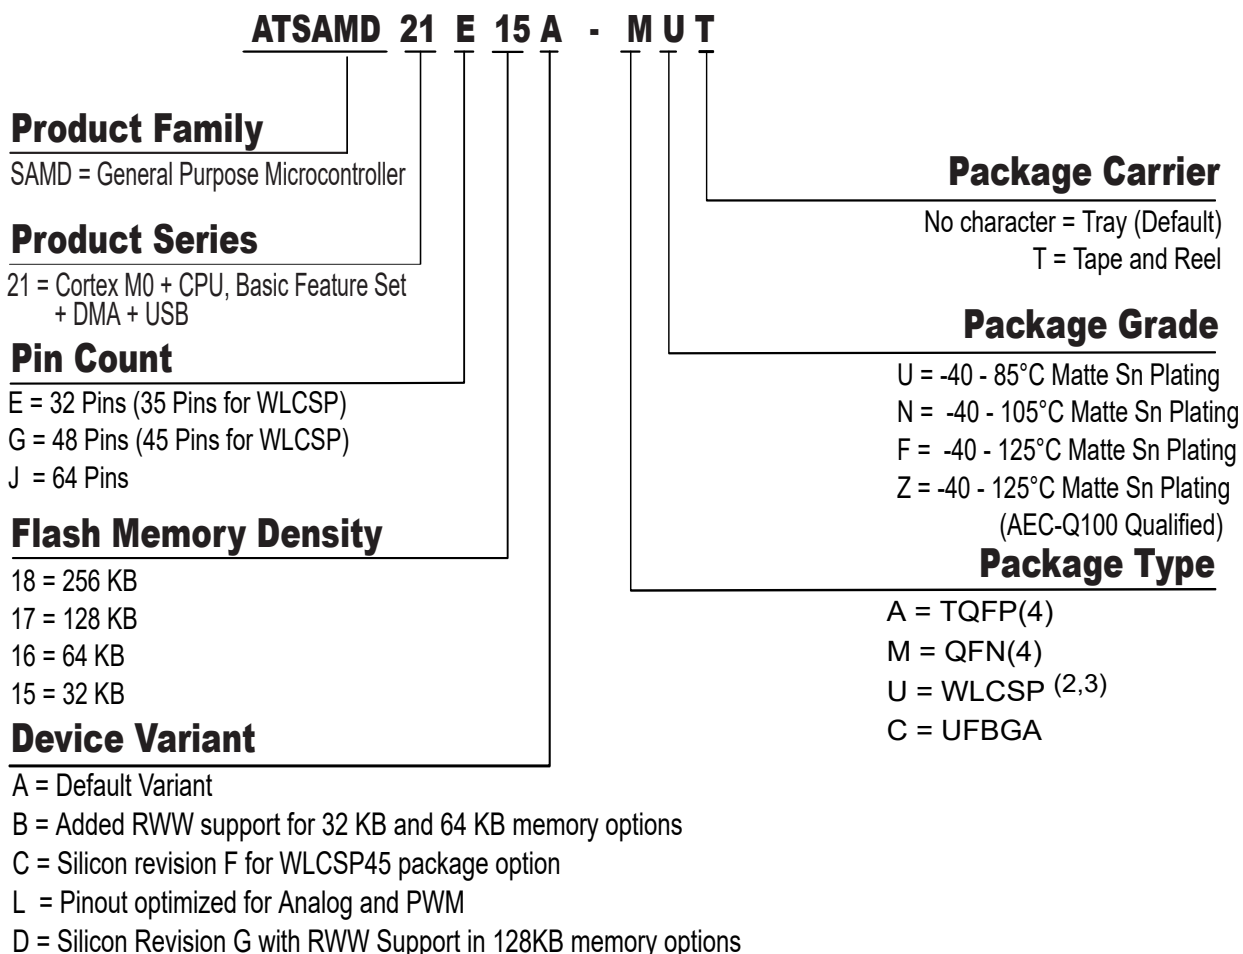 ATSAMD 21 E 15 A - M U T
Product Family
SAMD = General Purpose Microcontroller
Product Series
21 = Cortex M0 + CPU, Basic Feature Set
+ DMA + USB
Pin Count
E = 32 Pins (35 Pins for WLCSP)
G = 48 Pins (45 Pins for WLCSP)
J = 64 Pins
Flash Memory Density
18 = 256 KB
17 = 128 KB
16 = 64 KB
15 = 32 KB
Device Variant
A = Default Variant
B = Added RWW support for 32 KB and 64 KB memory options
C = Silicon revision F for WLCSP45 package option
L = Pinout optimized for Analog and PWM
D = Silicon Revision G with RWW Support in 128KB memory options
Package Carrier
No character = Tray (Default)
T = Tape and Reel
Package Grade
U = -40 - 85°C Matte Sn Plating
N = -40 - 105°C Matte Sn Plating
F = -40 - 125°C Matte Sn Plating
Z = -40 - 125°C Matte Sn Plating
(AEC-Q100 Qualified)
Package Type
A = TQFP(4)
M = QFN(4)
U = WLCSP (2,3)
C = UFBGA